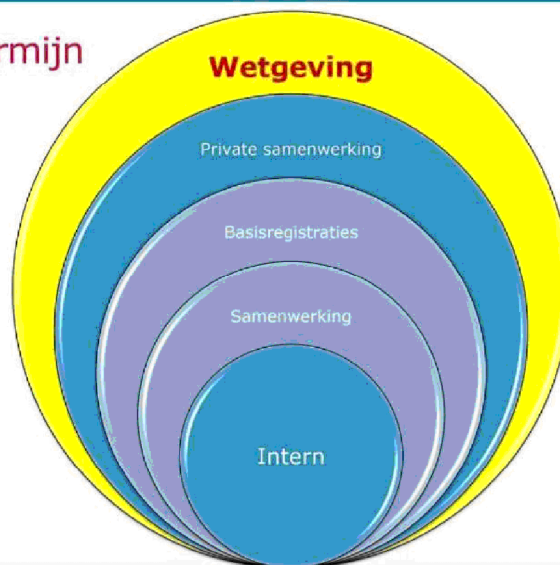 rmijn
Wetgeving
Private samenwerking
Basisregistraties
Samenwerking
Intern